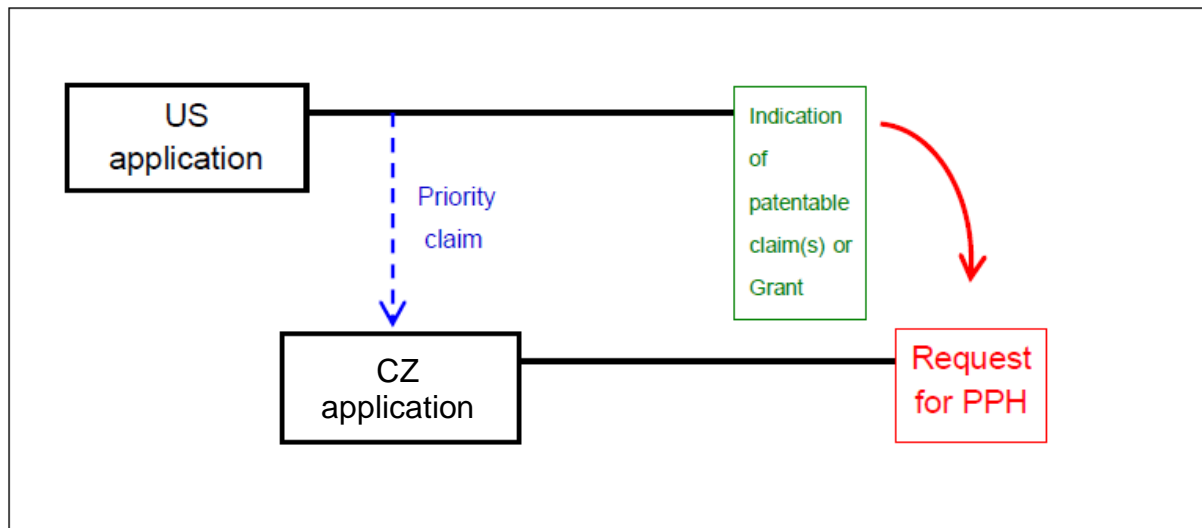 US
application
Indication
of
patentable
claim(s) or
Grant
Priority
claim
CZ
application
Request
for PPH